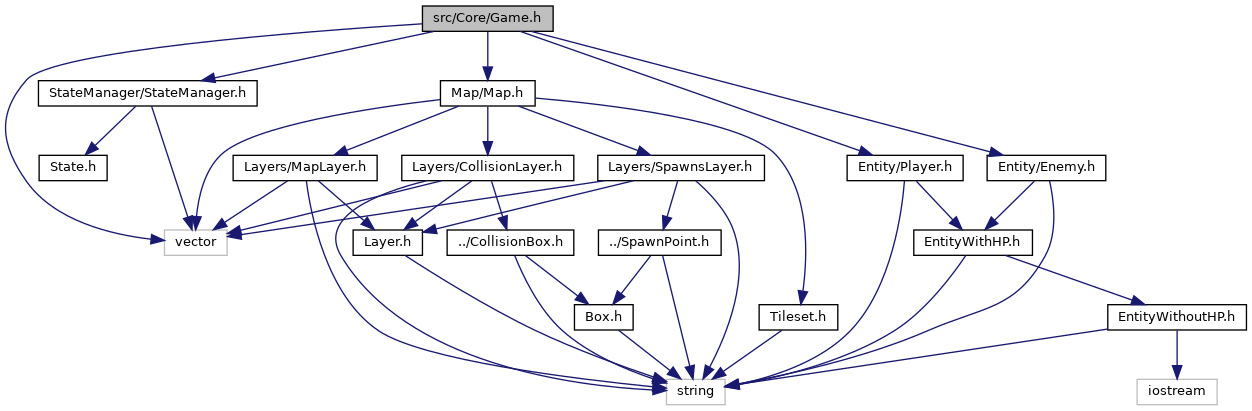 src/Core/Game.h
StateManager/StateManager.h
Map/Map.h
State.h
Layers/MapLayer.h
Layers/CollisionLayer.h
Layers/SpawnsLayer.h
Entity/Player.h
Entity/Enemy.h
vector
Layer.h
../CollisionBox.h
../SpawnPoint.h
EntityWithHP.h
Box.h
Tileset.h
EntityWithoutHP.h
string
iostream